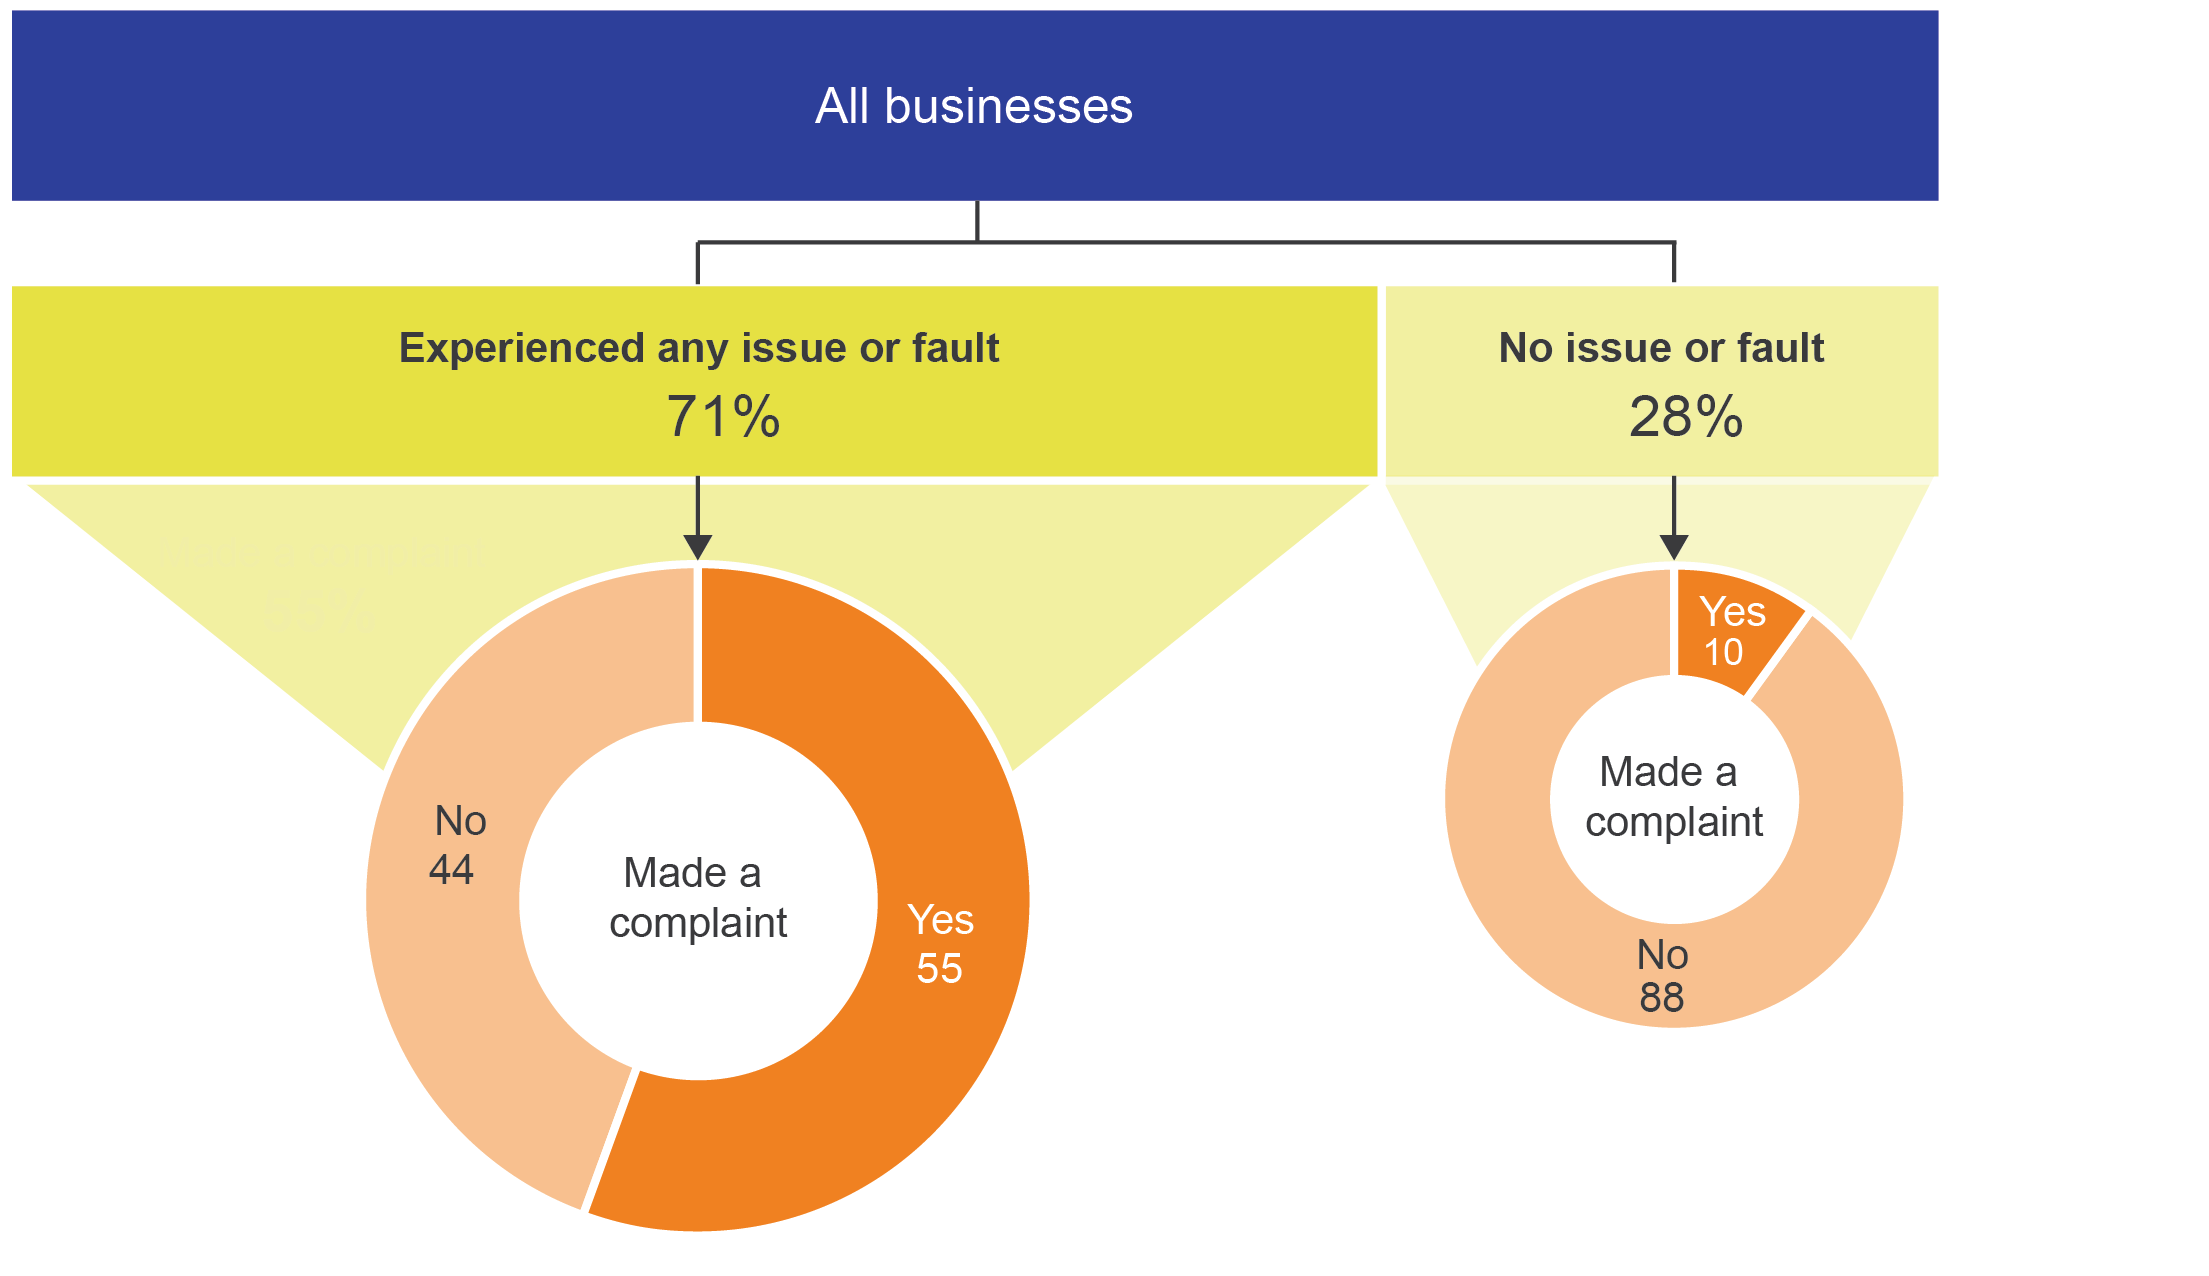 All businesses
Experienced any issue or fault
71%
No issue or fault
28%
No
44
Made a
complaint
Yes
55
Yes
10
Made a
complaint
No
88